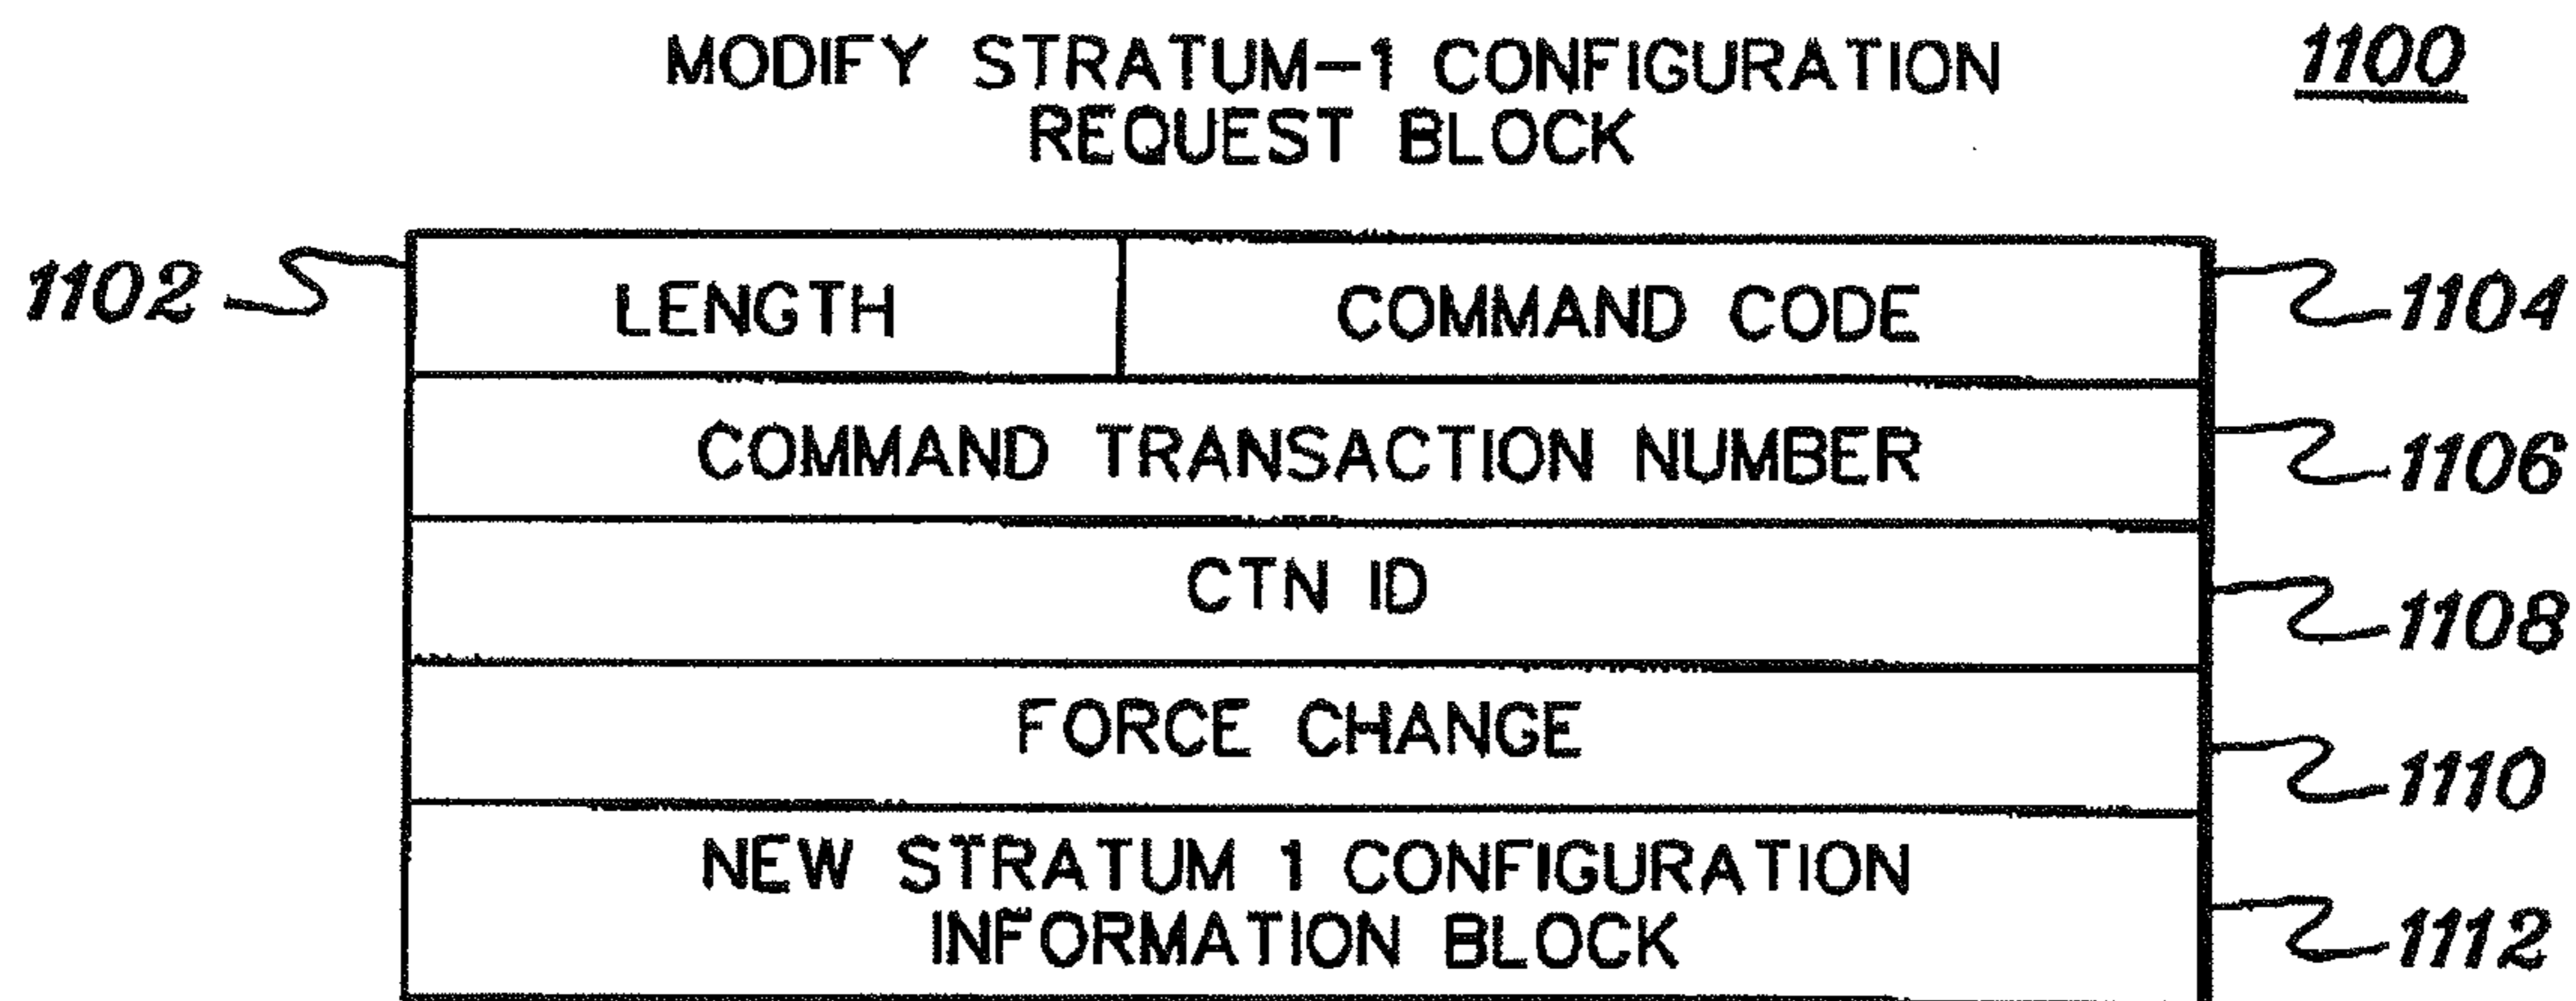 MODIFY STRATUM-1 CONFIGURATION 1100
REQUEST BLOCK
1102 LENGTH COMMAND CODE 1104
COMMAND TRANSACTION NUMBER 1106
CTN ID 1108
FORCE CHANGE 1110
NEW STRATUM 1 CONFIGURATION
INFORMATION BLOCK 1112